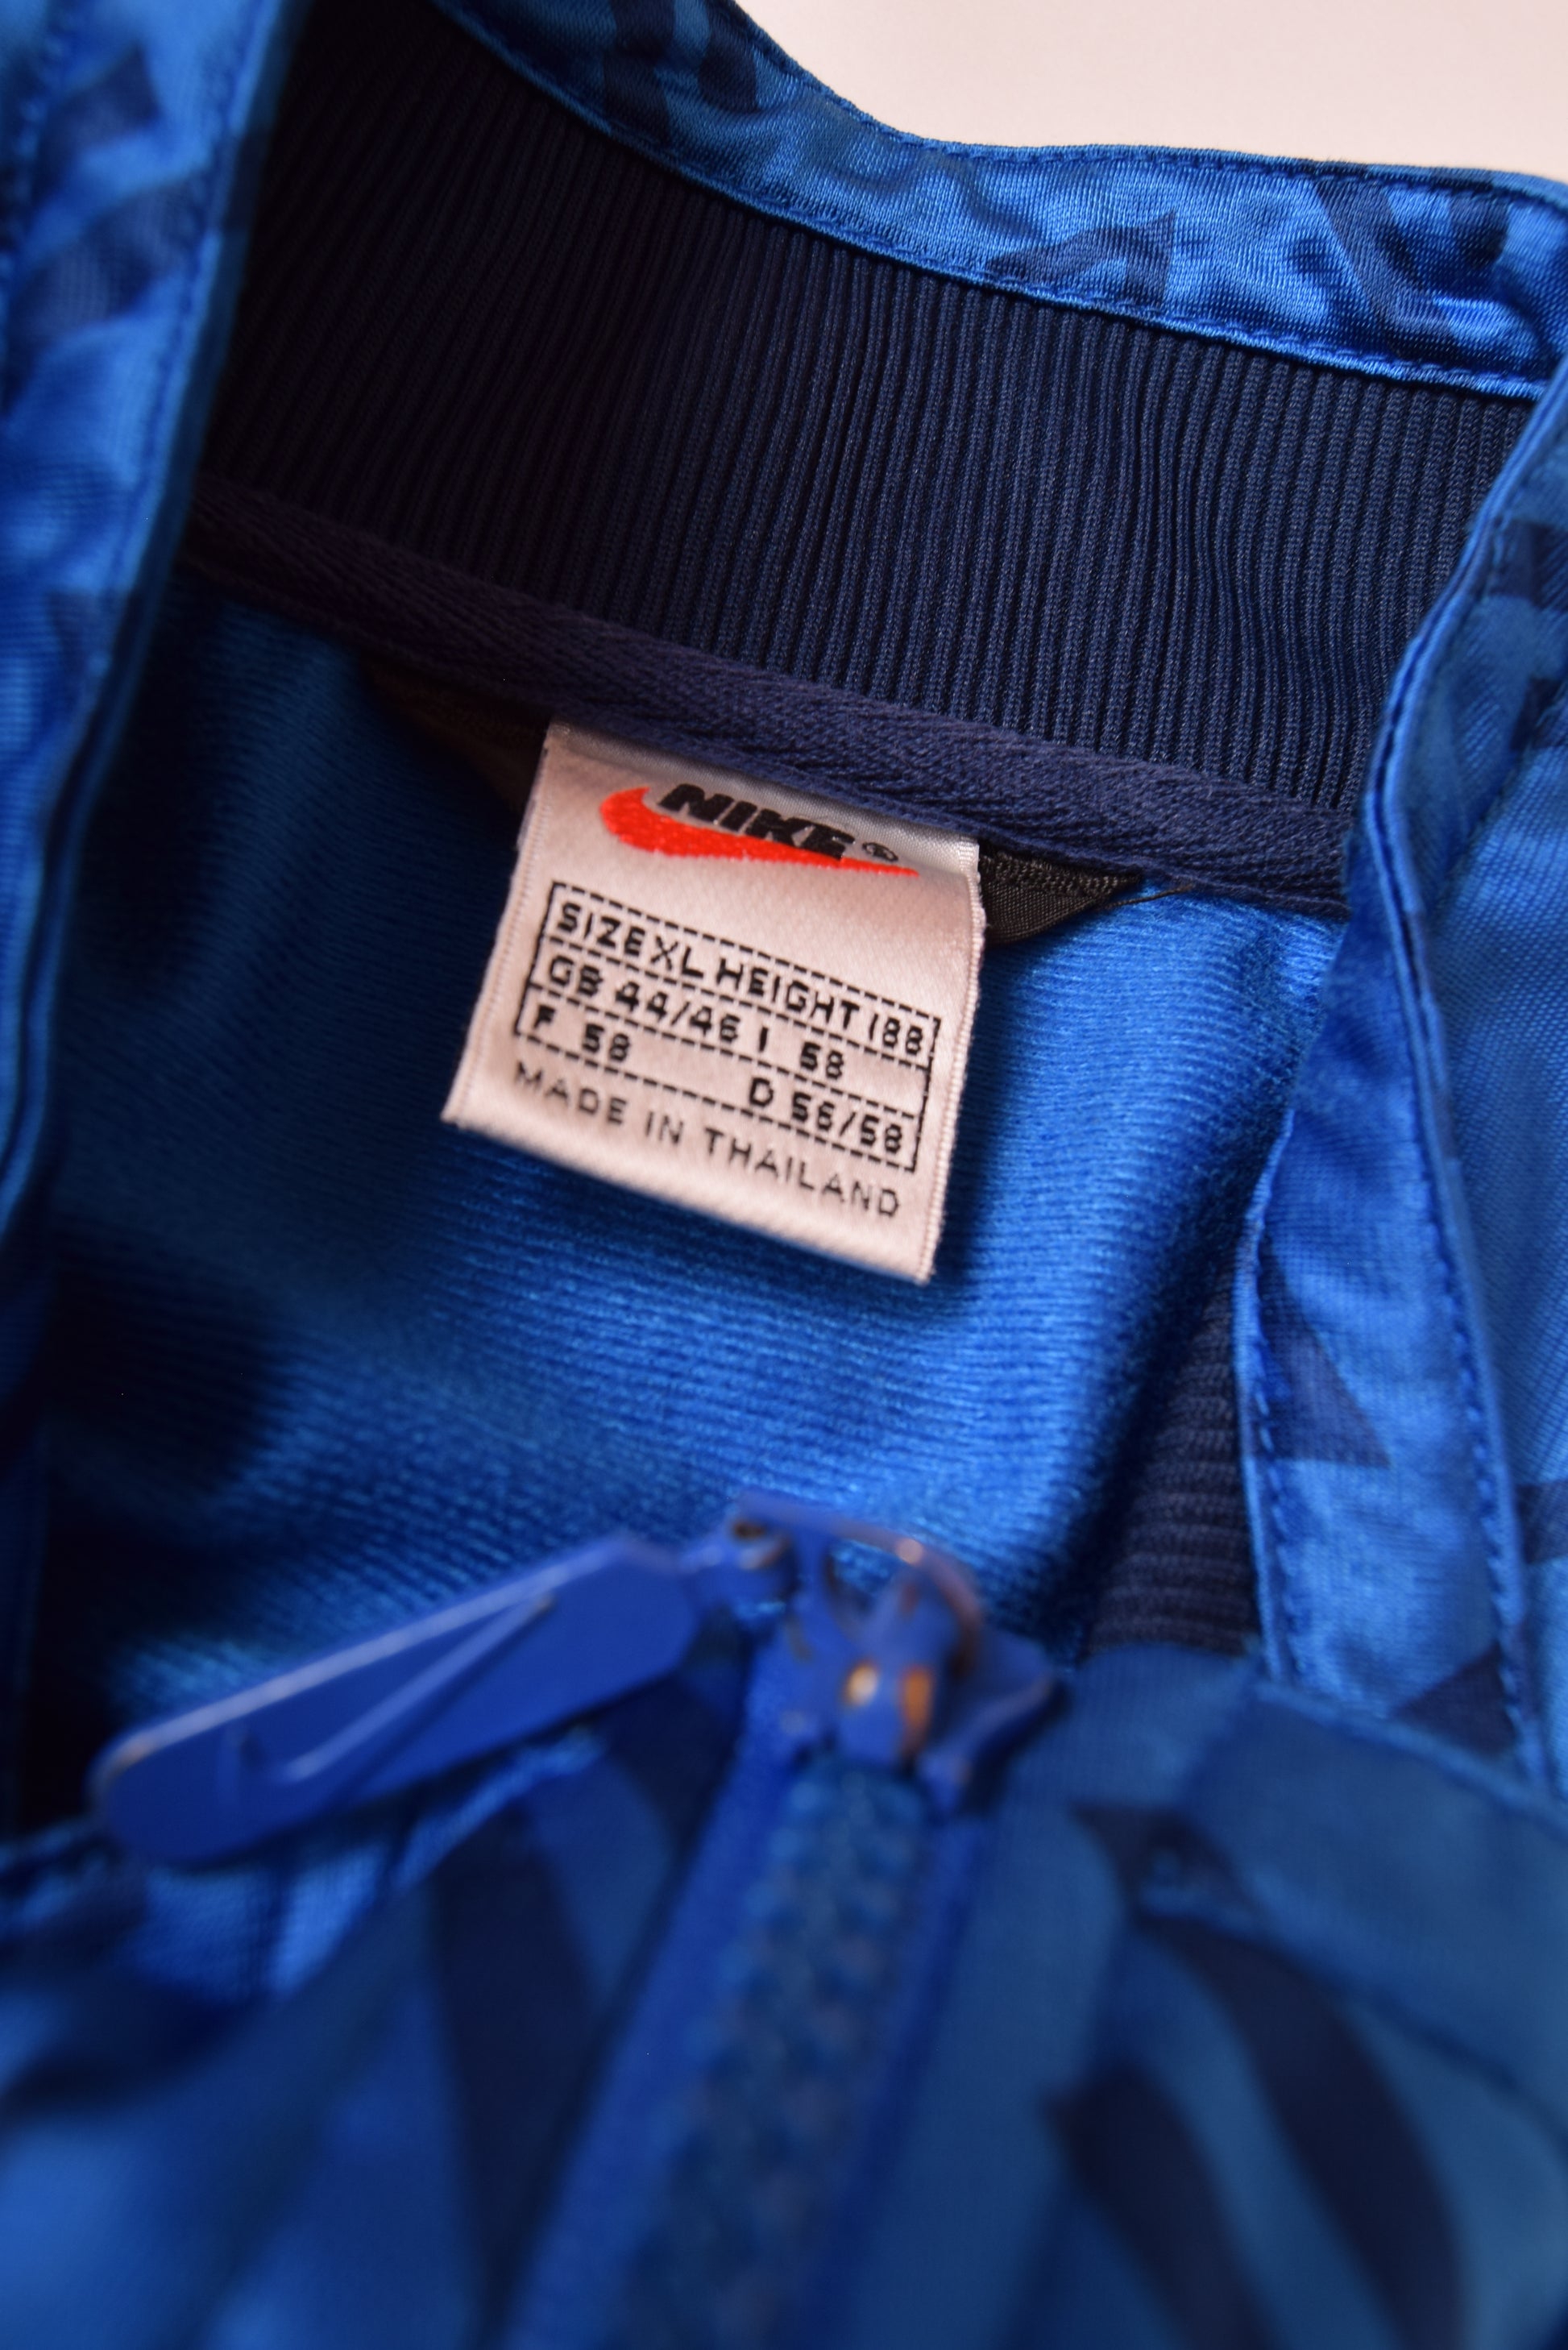 NIKE®
SIZE XL HEIGHT 188
GB 44/46 I 58
F 58 D 56/58
MADE IN THAILAND